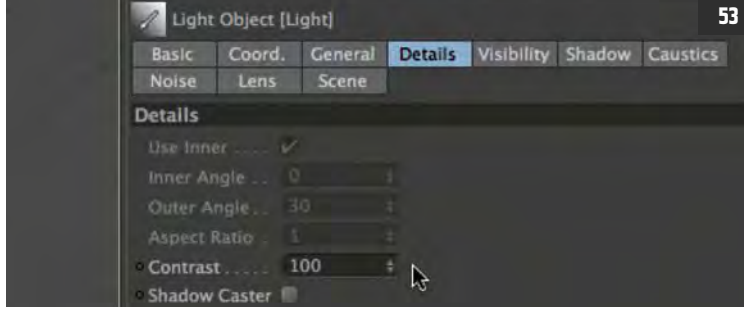 53
Light Object [Light]
Basic Coord. General Details Visibility Shadow Caustics
Noise Lens Scene
Details
Use Inner ..... ✔
Inner Angle .. 0
Outer Angle .. 30
Aspect Ratio . 1
Contrast ..... 100
Shadow Caster